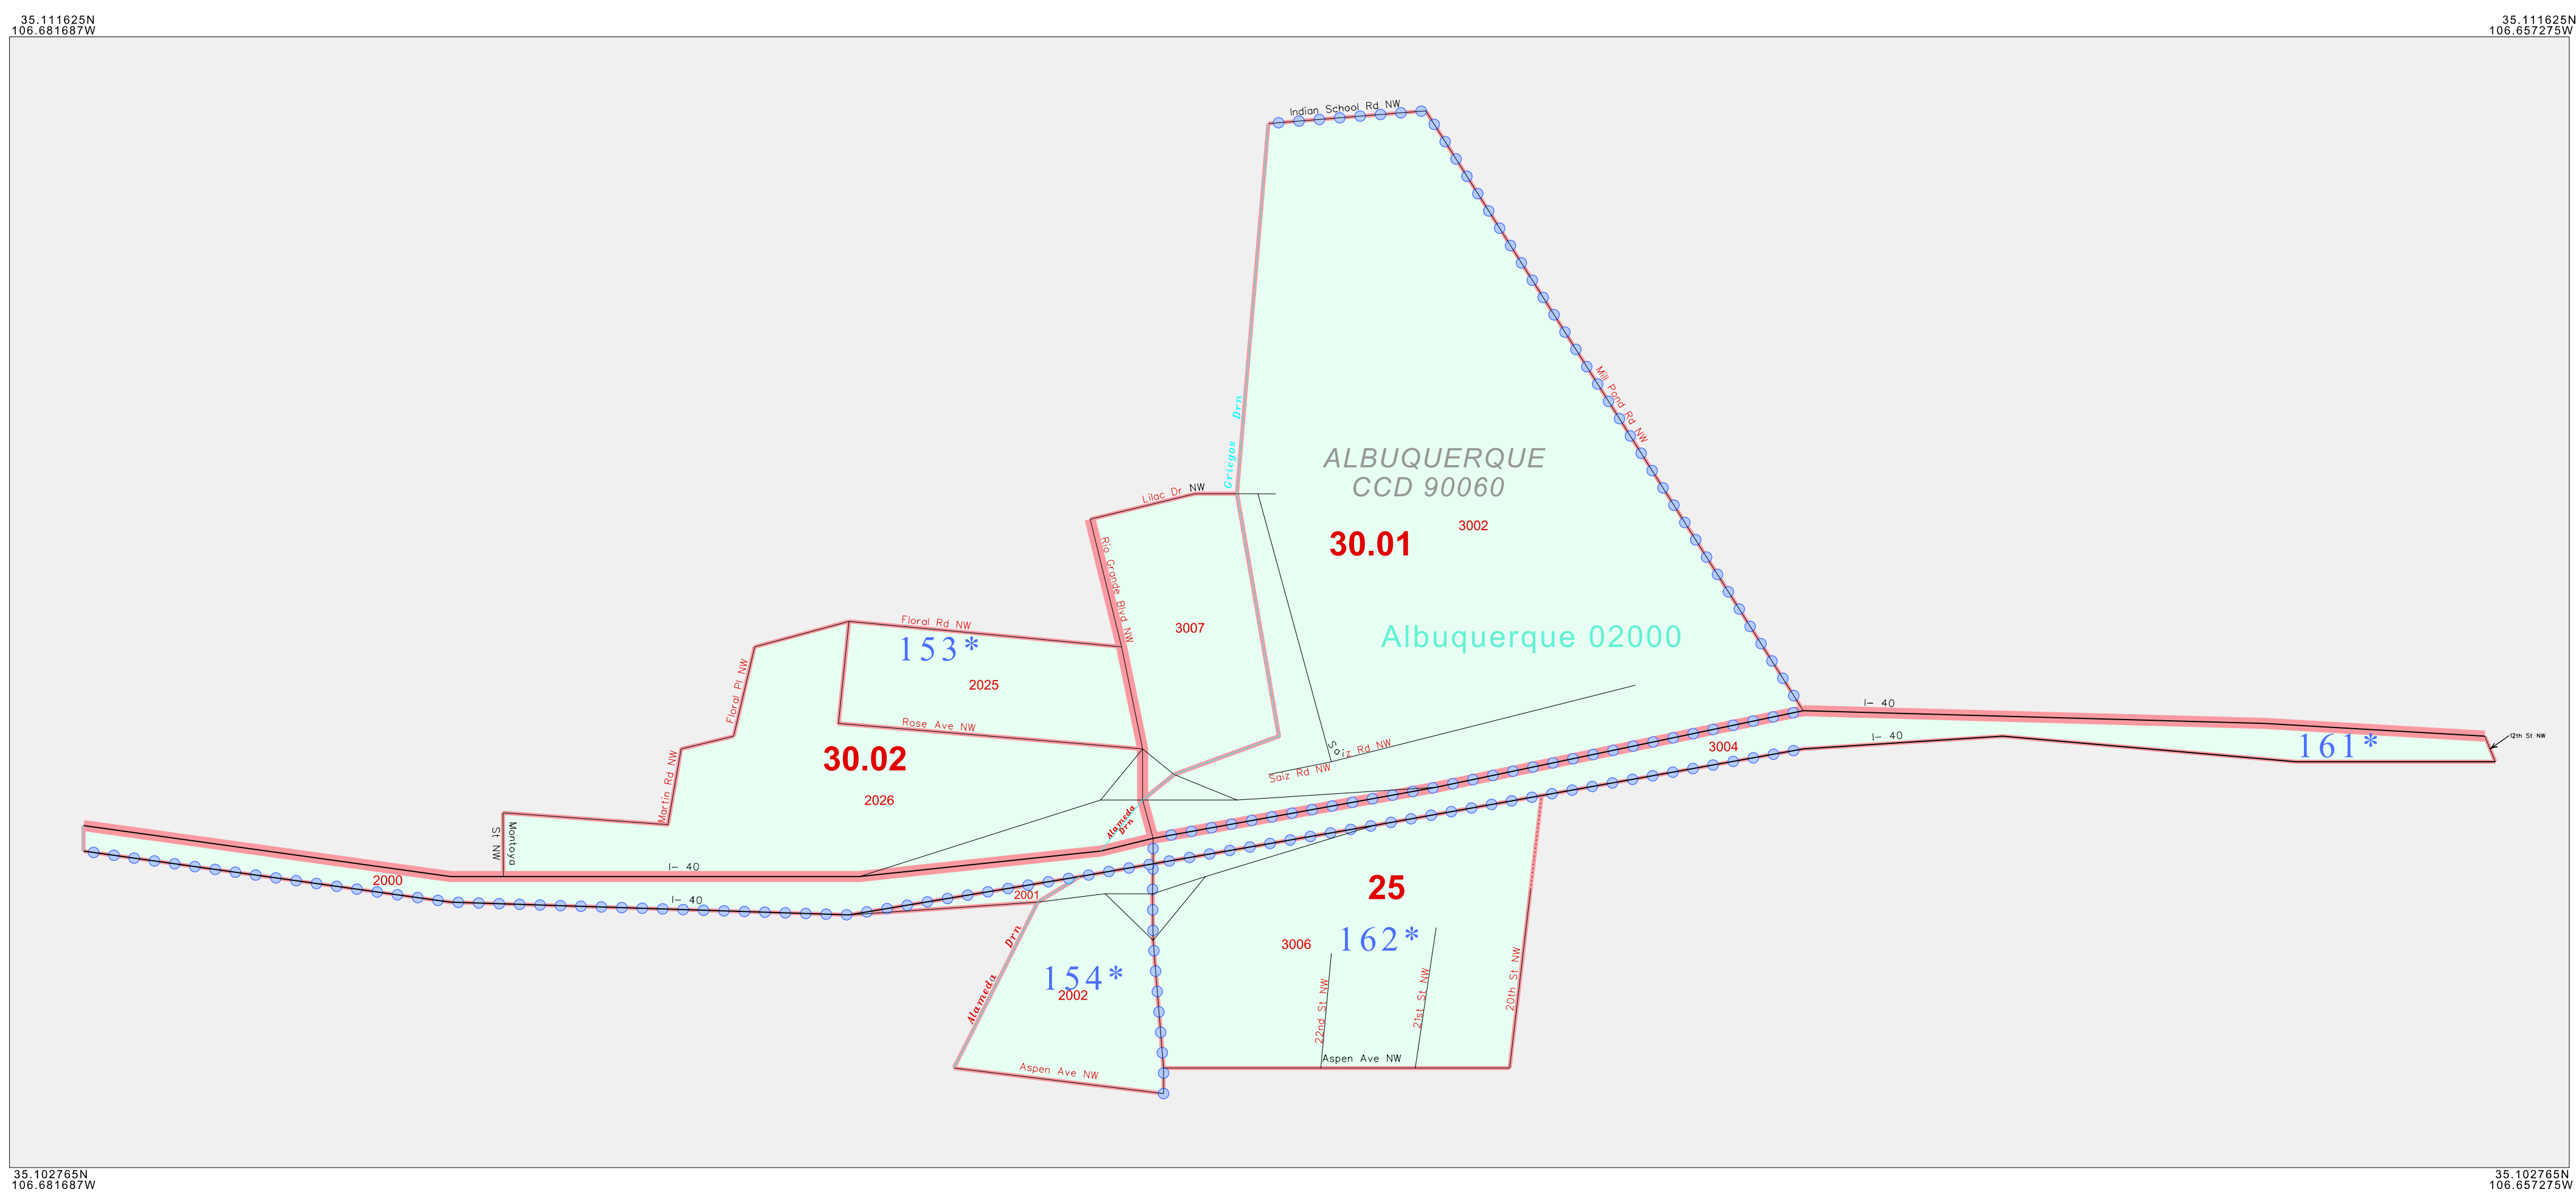 35.111625N
106.681687W
35.111625N
106.657275W
Indian School Rd NW
Mill Pond Rd NW
Griegos Drn
ALBUQUERQUE
CCD 90060
Lilac Dr NW
3002
30.01
Rio Grande Blvd NW
3007
Albuquerque 02000
Floral Rd NW
153*
2025
Floral Pl NW
Rose Ave NW
30.02
I- 40
I- 40
12th St NW
161*
3004
Saiz Rd NW
Saiz Rd NW
Sa
Martin Rd NW
2026
Alameda
Drn
Montoya
St NW
I- 40
2000
I- 40
2001
25
Alameda Drn
3006
162*
154*
2002
22nd St NW
21st St NW
20th St NW
Aspen Ave NW
Aspen Ave NW
35.102765N
106.681687W
35.102765N
106.657275W